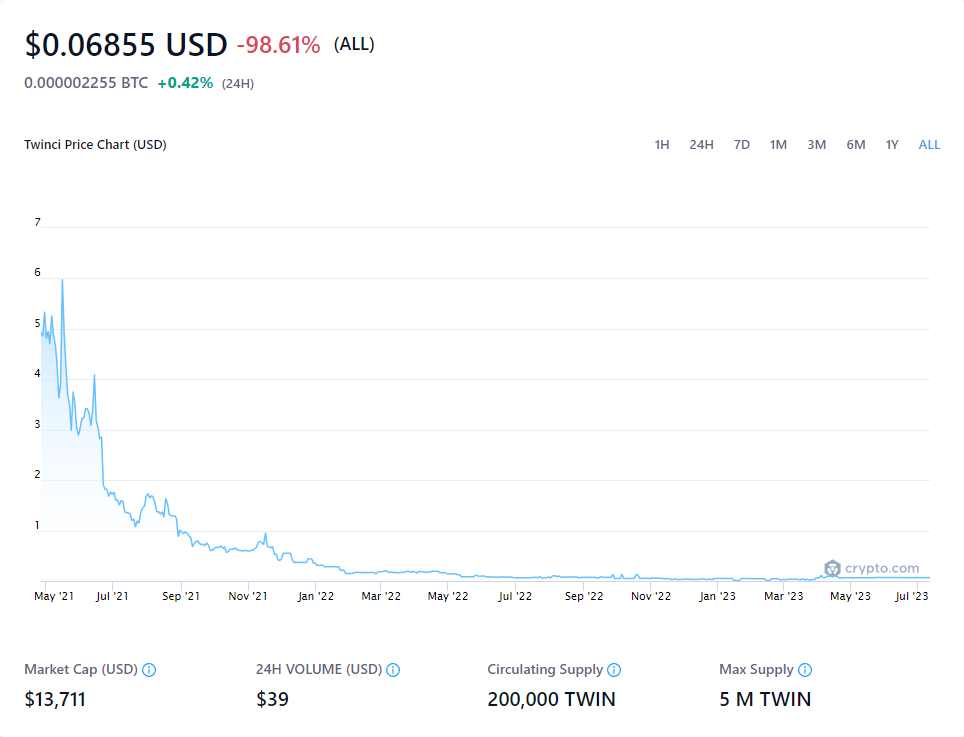 $0.06855 USD -98.61% (ALL)
0.000002255 BTC +0.42% (24H)
Twinci Price Chart (USD) 1H 24H 7D 1M 3M 6M 1Y ALL
7
6
5
4
3
2
1
crypto.com
May '21 Jul '21 Sep '21 Nov '21 Jan '22 Mar '22 May '22 Jul '22 Sep '22 Nov '22 Jan '23 Mar '23 May '23 Jul '23
Market Cap (USD) 24H VOLUME (USD) Circulating Supply Max Supply
$13,711 $39 200,000 TWIN 5 M TWIN